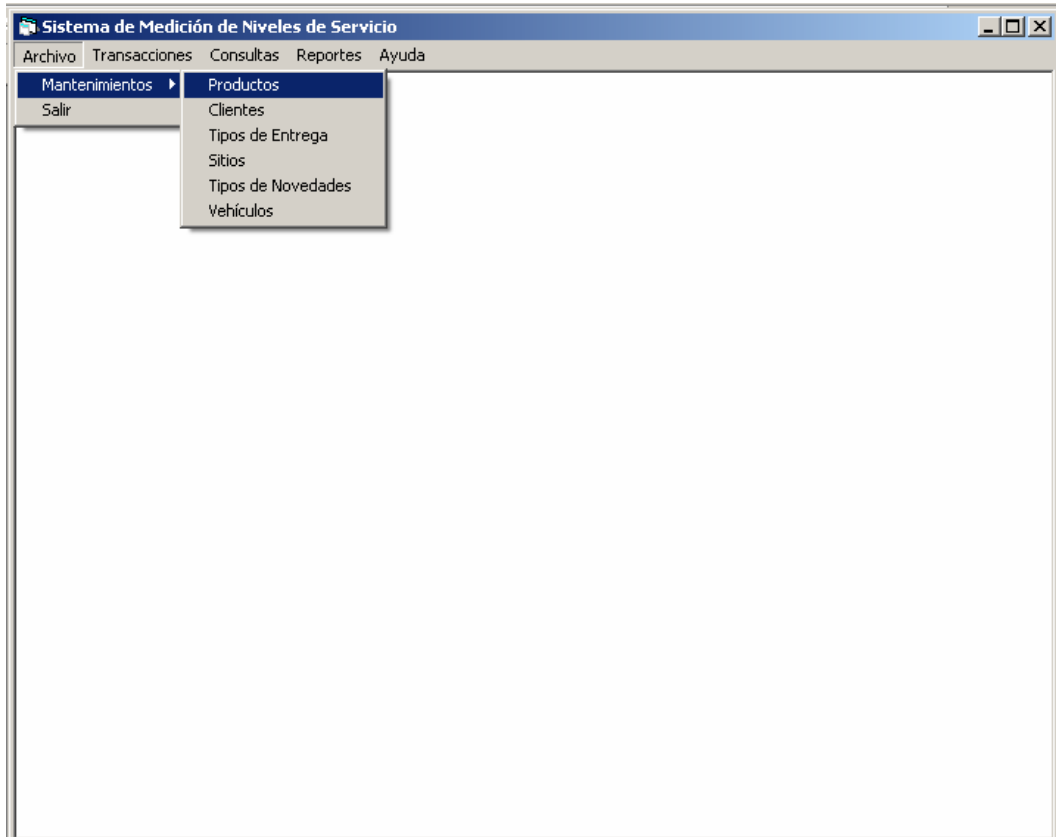 Sistema de Medición de Niveles de Servicio
Archivo Transacciones Consultas Reportes Ayuda
Mantenimientos
Salir
Productos
Clientes
Tipos de Entrega
Sitios
Tipos de Novedades
Vehículos